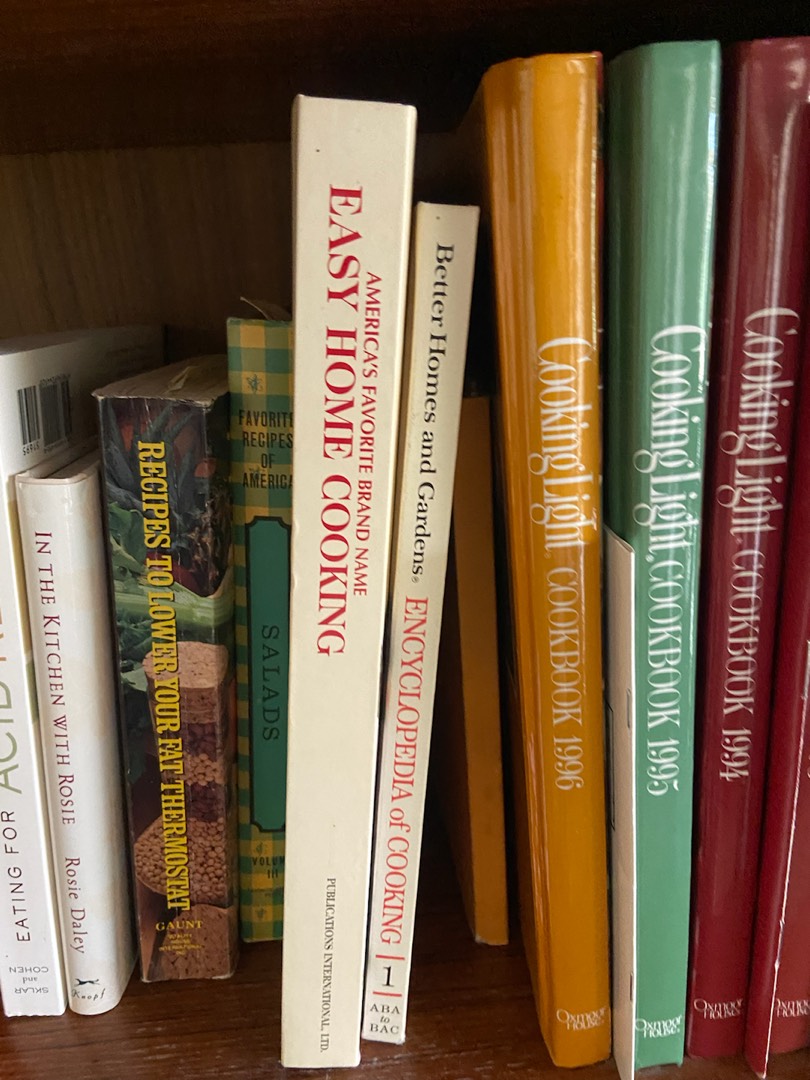 37695
EATING FOR
SKLAR
and
COHEN
IN THE KITCHEN WITH ROSIE
Rosie Daley
Knopf
RECIPES TO LOWER YOUR FAT THERMOSTAT
GAUNT
FAVORITE
RECIPES
OF
AMERICA
SALADS
III
AMERICA'S FAVORITE BRAND NAME
EASY HOME COOKING
PUBLICATIONS INTERNATIONAL, LTD.
Better Homes and Gardens® ENCYCLOPEDIA of COOKING
1
ABA
to
BAC
Cooking Light COOKBOOK 1996
Oxmoor
House®
Cooking Light COOKBOOK 1995
Oxmoor
House®
Cooking Light COOKBOOK 1994
Oxmoor
House®